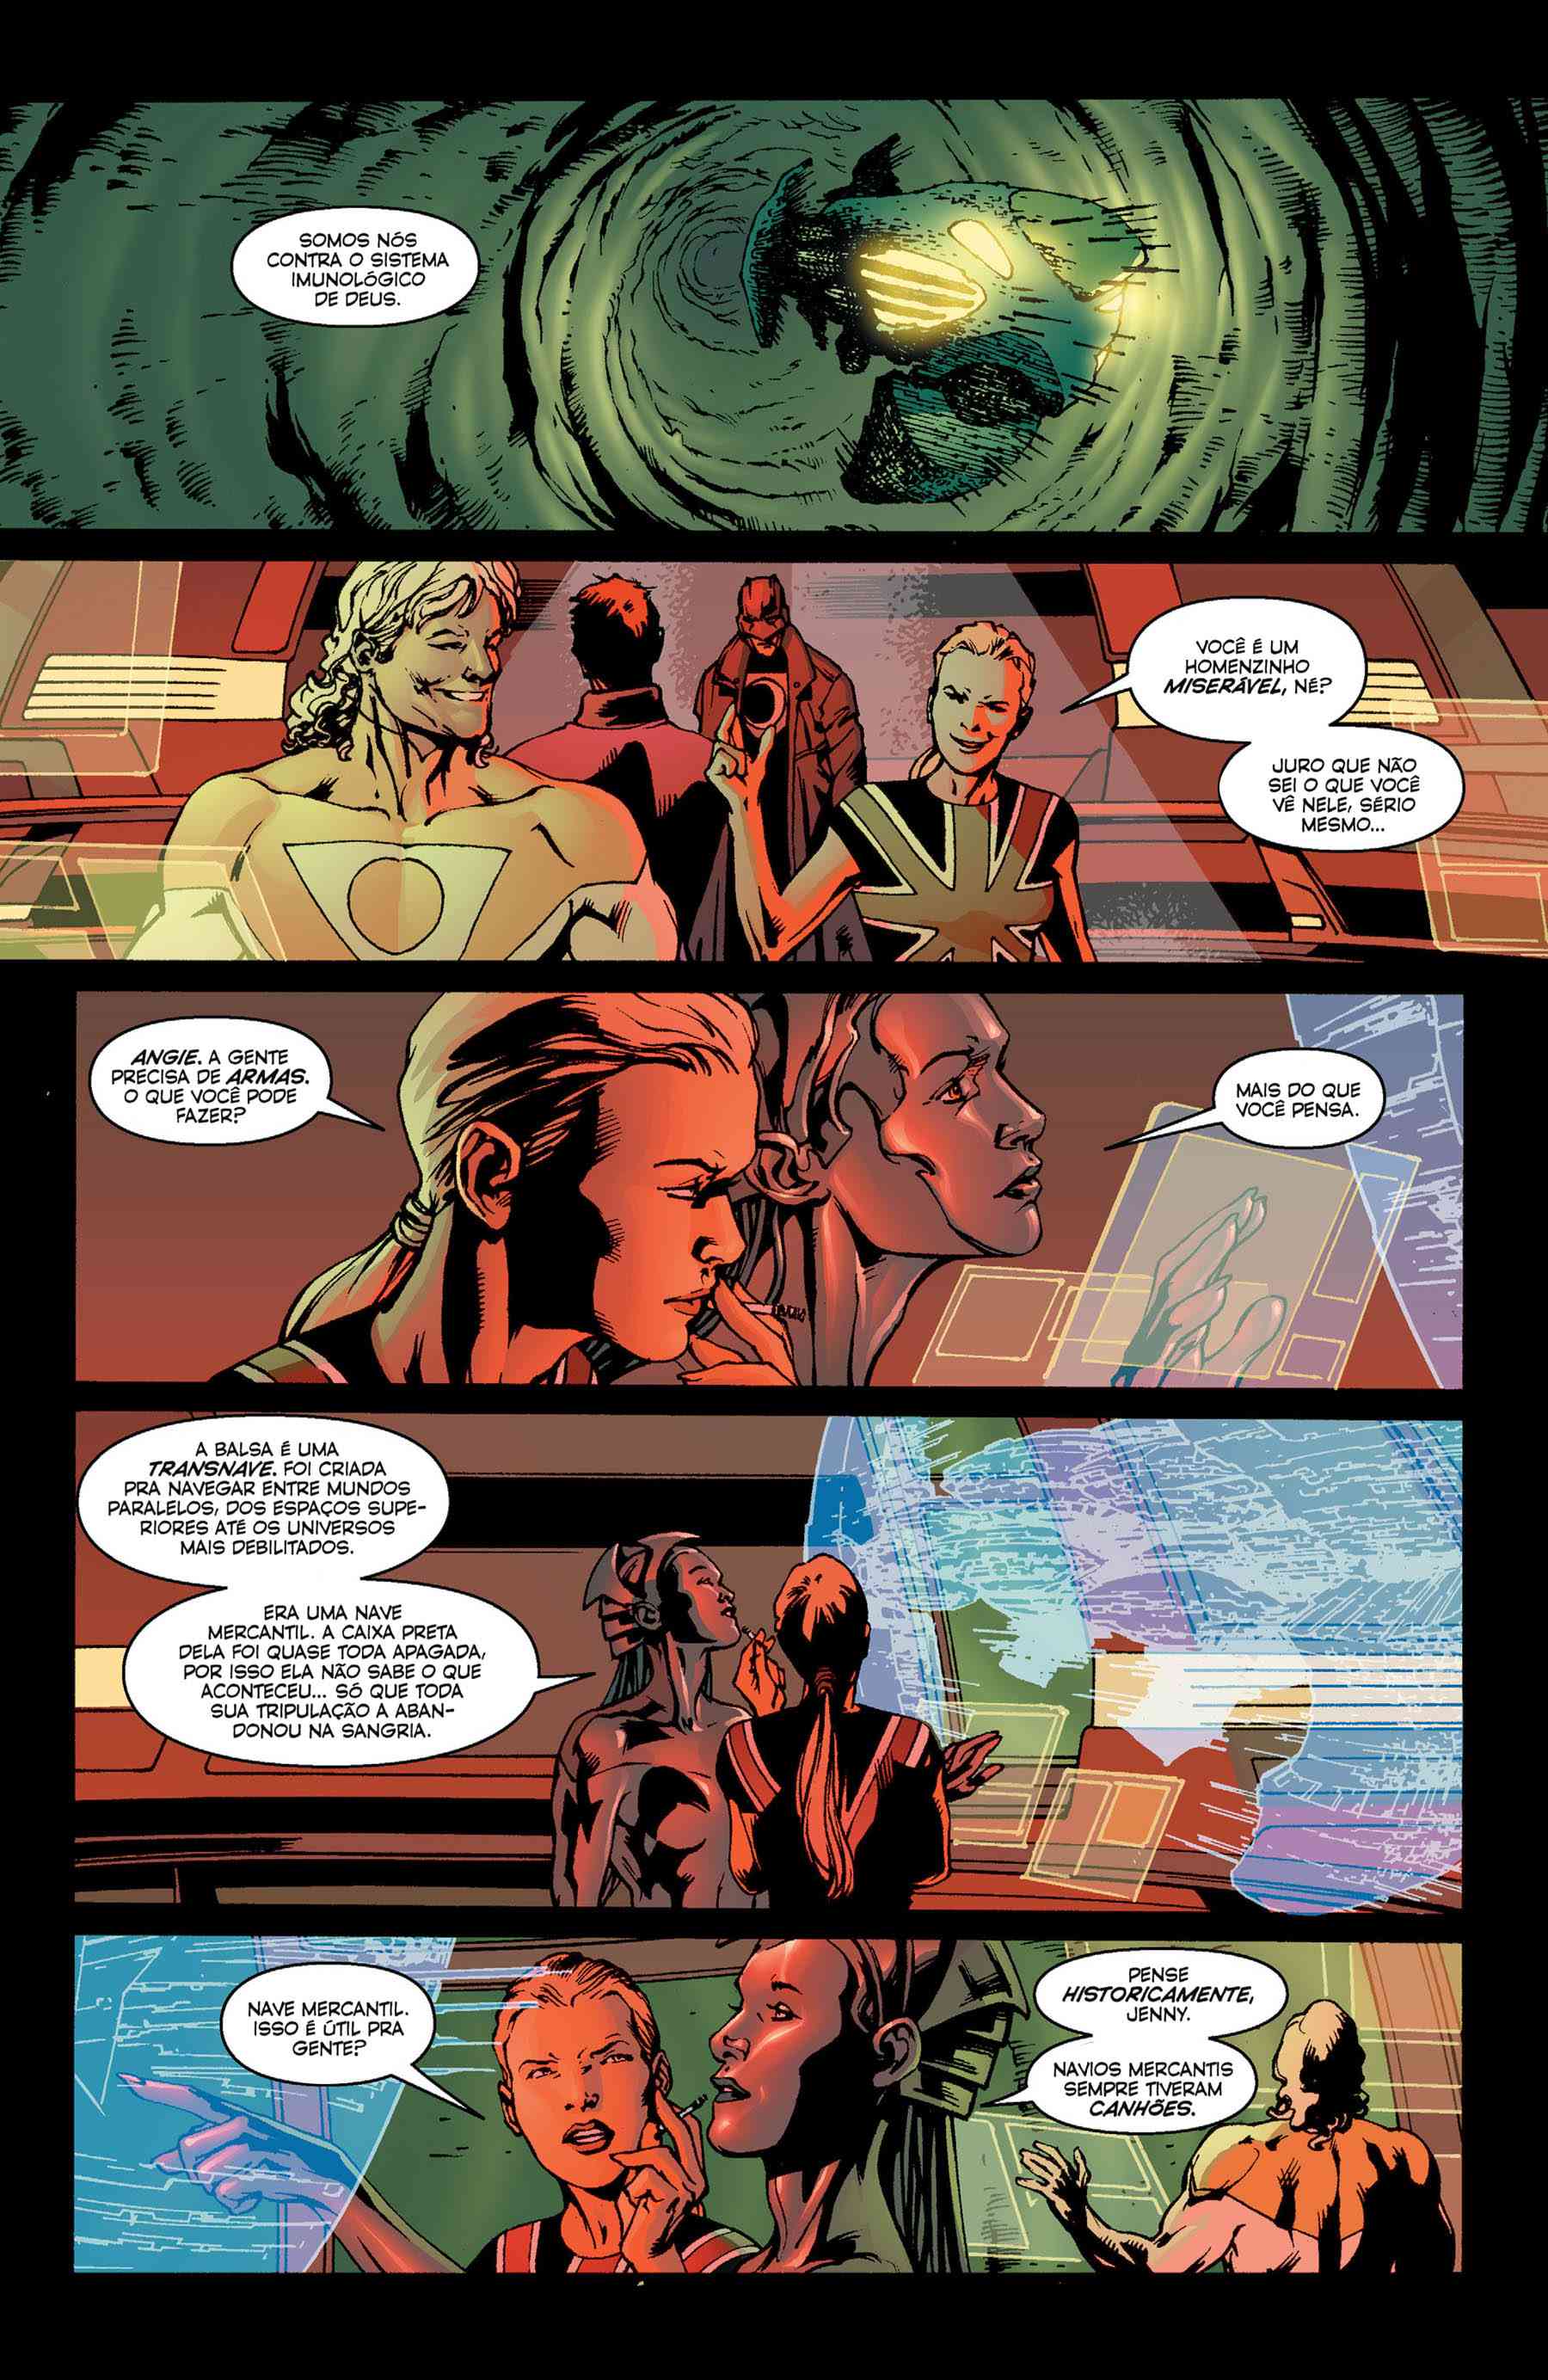 SOMOS NÓS
CONTRA O SISTEMA
IMUNOLÓGICO
DE DEUS.
VOCÊ É UM
HOMENZINHO
MISERÁVEL, NÉ?
JURO QUE NÃO
SEI O QUE VOCÊ
VÊ NELE, SÉRIO
MESMO...
ANGIE. A GENTE
PRECISA DE ARMAS.
O QUE VOCÊ PODE
FAZER?
MAIS DO QUE
VOCÊ PENSA.
A BALSA É UMA
TRANSNAVE. FOI CRIADA
PRA NAVEGAR ENTRE MUNDOS
PARALELOS, DOS ESPAÇOS SUPE-
RIORES ATÉ OS UNIVERSOS
MAIS DEBILITADOS.
ERA UMA NAVE
MERCANTIL. A CAIXA PRETA
DELA FOI QUASE TODA APAGADA,
POR ISSO ELA NÃO SABE O QUE
ACONTECEU... SÓ QUE TODA
SUA TRIPULAÇÃO A ABAN-
DONOU NA SANGRIA.
NAVE MERCANTIL.
ISSO É ÚTIL PRA
GENTE?
PENSE
HISTORICAMENTE,
JENNY.
NAVIOS MERCANTIS
SEMPRE TIVERAM
CANHÕES.